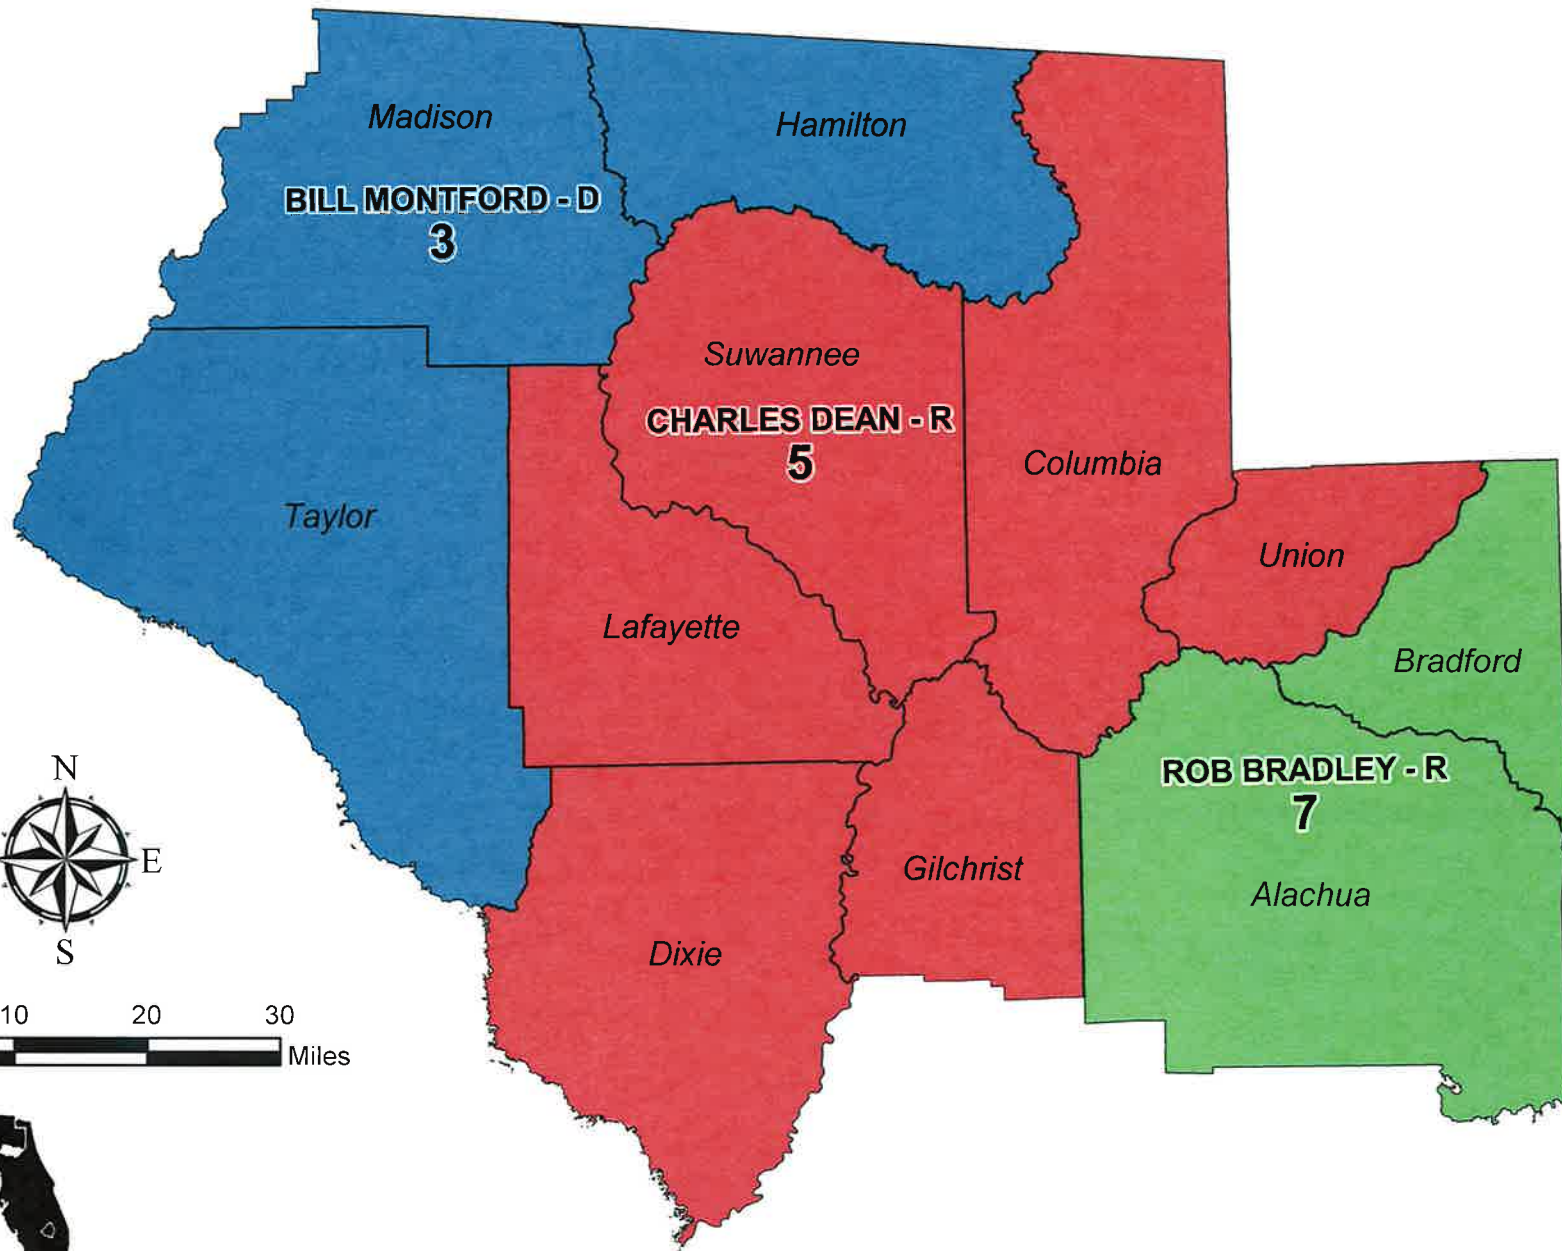 Madison
Hamilton
BILL MONTFORD - D
3
Suwannee
CHARLES DEAN - R
5
Columbia
Taylor
Union
Lafayette
Bradford
ROB BRADLEY - R
7
Gilchrist
Alachua
Dixie
N
E
S
10 20 30
Miles